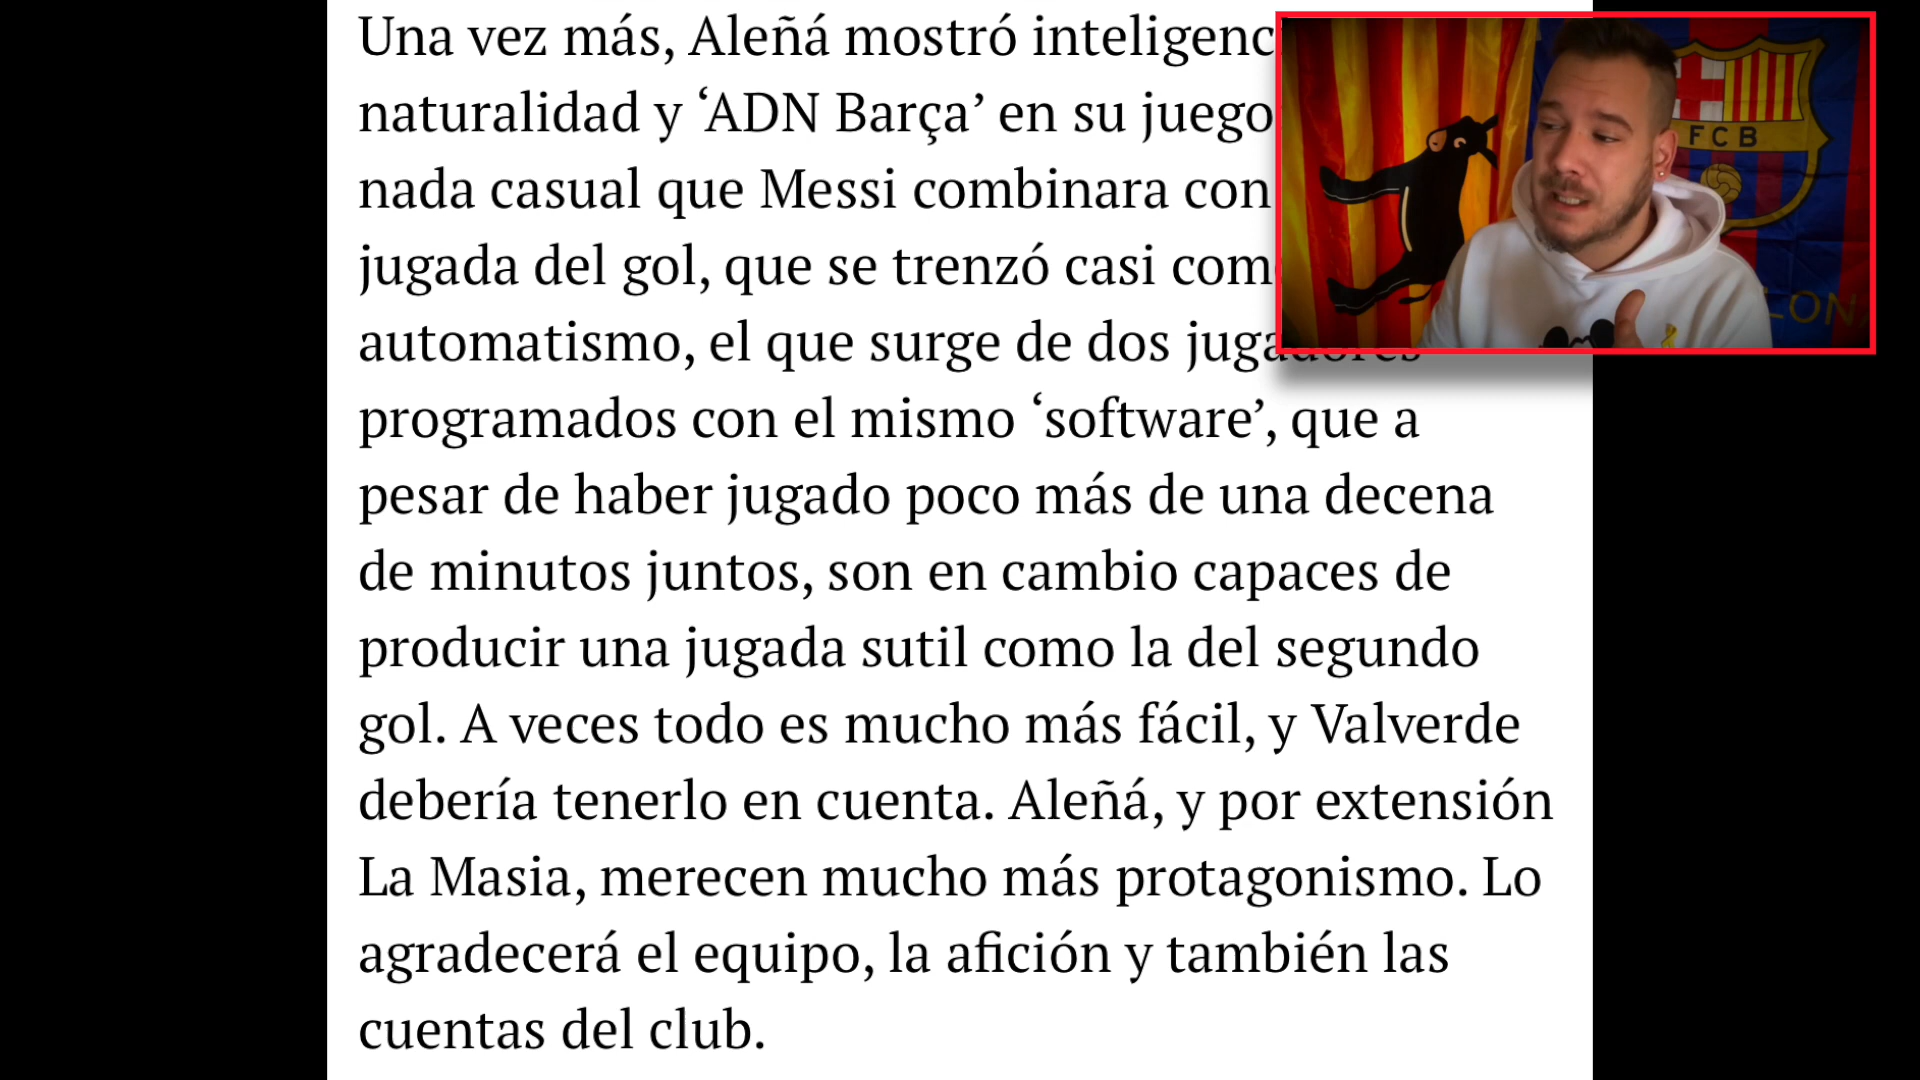 Una vez más, Aleñá mostró
naturalidad y ‘ADN Barça’ en su juego
nada casual que Messi combinara con
jugada del gol, que se trenzó casi
automatismo, el que surge de dos jugadores
programados con el mismo ‘software’, que a
pesar de haber jugado poco más de una decena
de minutos juntos, son en cambio capaces de
producir una jugada sutil como la del segundo
gol. A veces todo es mucho más fácil, y Valverde
debería tenerlo en cuenta. Aleñá, y por extensión
La Masia, merecen mucho más protagonismo. Lo
agradecerá el equipo, la afición y también las
cuentas del club.
FCB